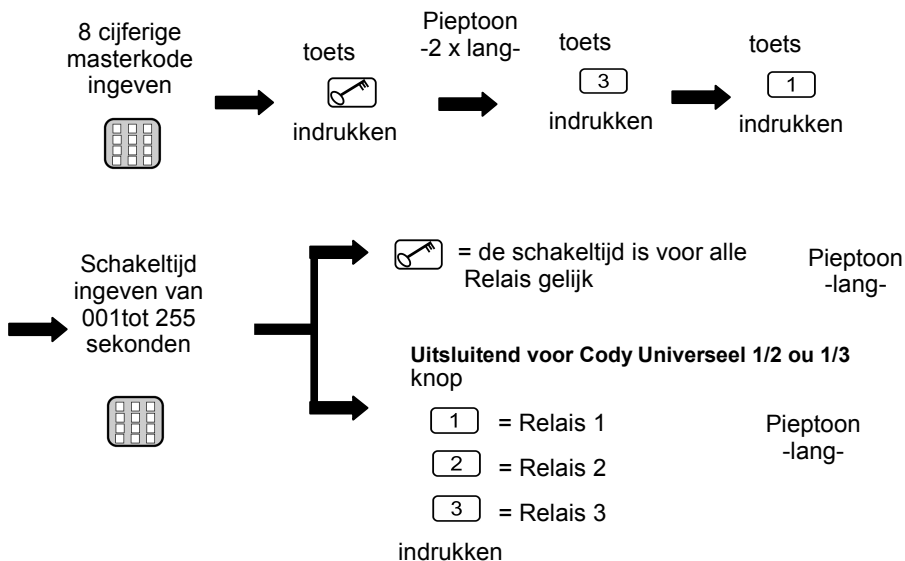 8 cijferige
masterkode
ingeven
toets
indrukken
Pieptoon
-2 x lang-
toets
3
indrukken
toets
1
indrukken
Schakeltijd
ingeven van
001tot 255
sekonden
= de schakeltijd is voor alle
Relais gelijk
Pieptoon
-lang-
Uitsluitend voor Cody Universeel 1/2 ou 1/3
knop
1 = Relais 1
2 = Relais 2
3 = Relais 3
indrukken
Pieptoon
-lang-